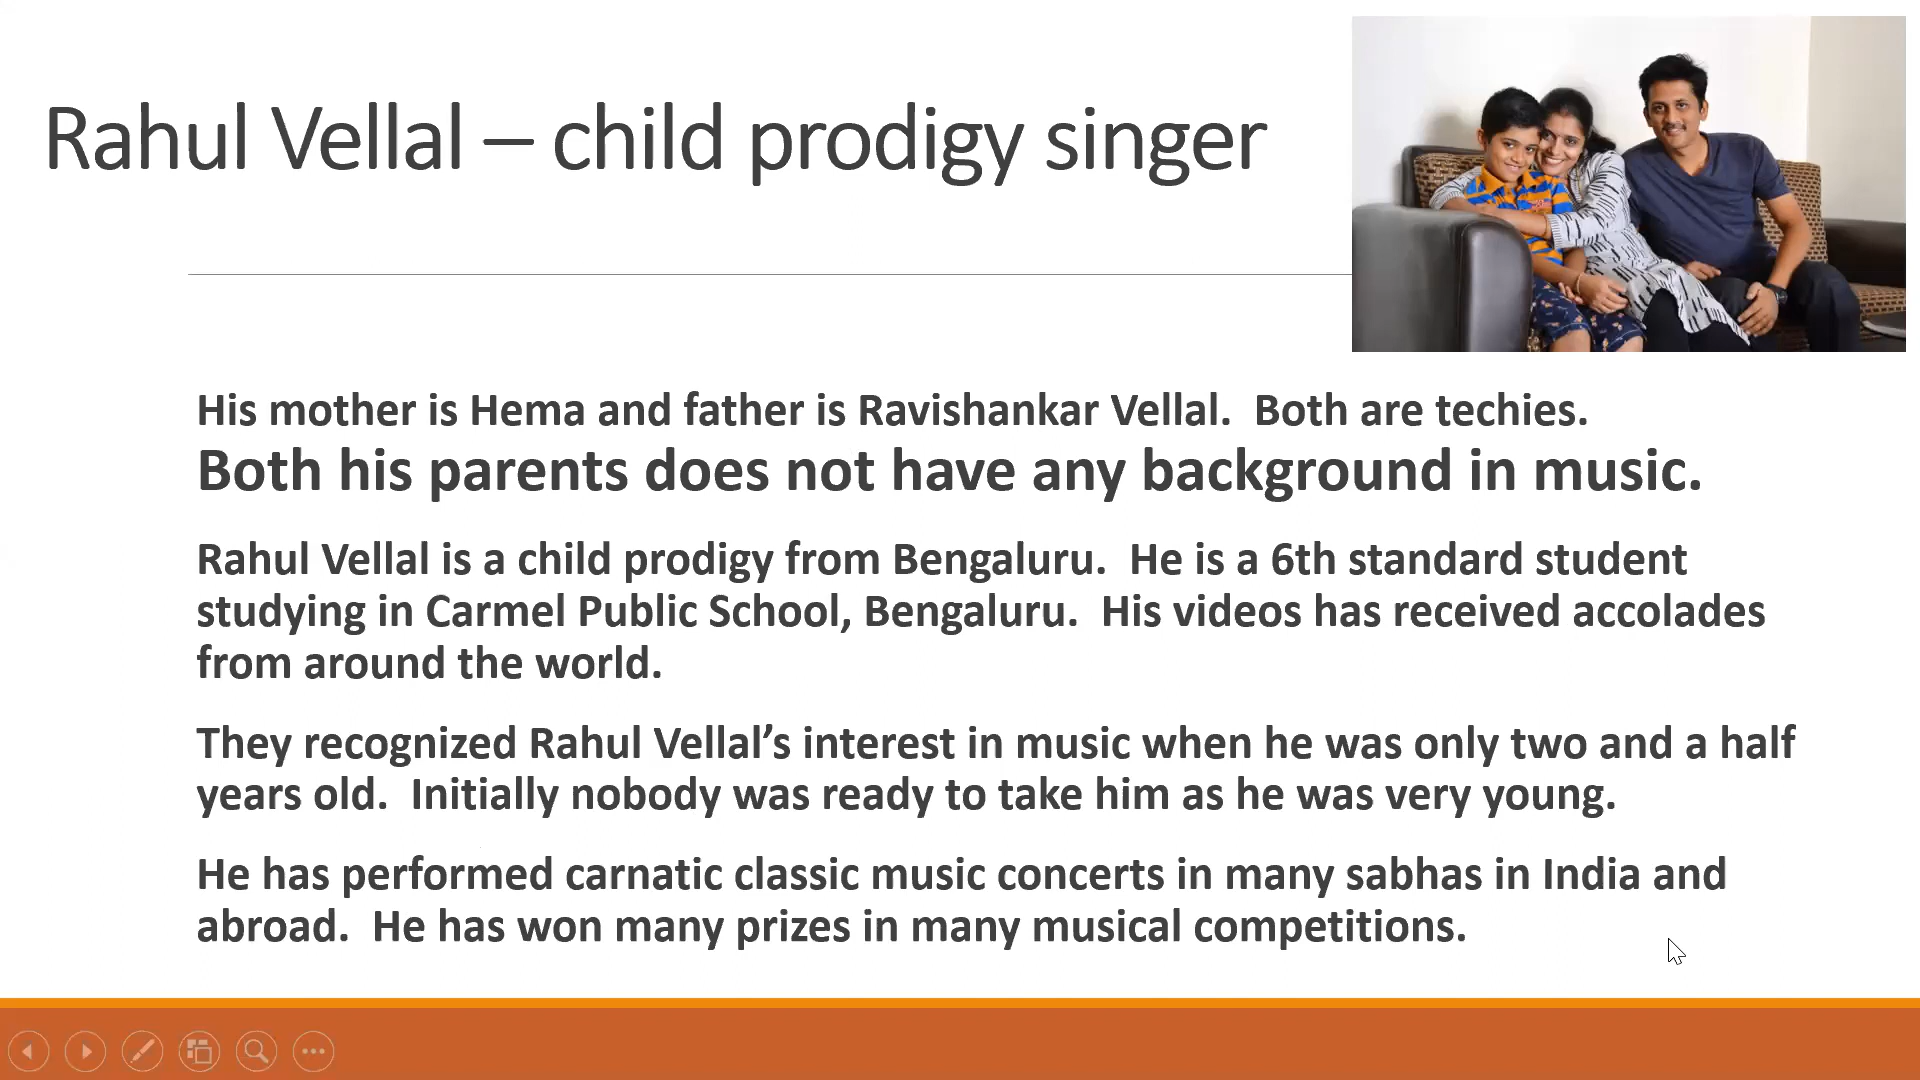 Rahul Vellal – child prodigy singer
His mother is Hema and father is Ravishankar Vellal.  Both are techies.
Both his parents does not have any background in music.
Rahul Vellal is a child prodigy from Bengaluru.  He is a 6th standard student
studying in Carmel Public School, Bengaluru.  His videos has received accolades
from around the world.
They recognized Rahul Vellal’s interest in music when he was only two and a half
years old.  Initially nobody was ready to take him as he was very young.
He has performed carnatic classic music concerts in many sabhas in India and
abroad.  He has won many prizes in many musical competitions.